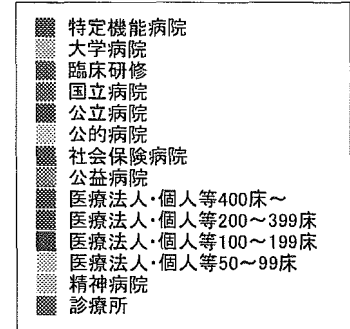 特定機能病院
大学病院
臨床研修
国立病院
公立病院
公的病院
社会保険病院
公益病院
医療法人・個人等400床～
医療法人・個人等200～399床
医療法人・個人等100～199床
医療法人・個人等50～99床
精神病院
診療所